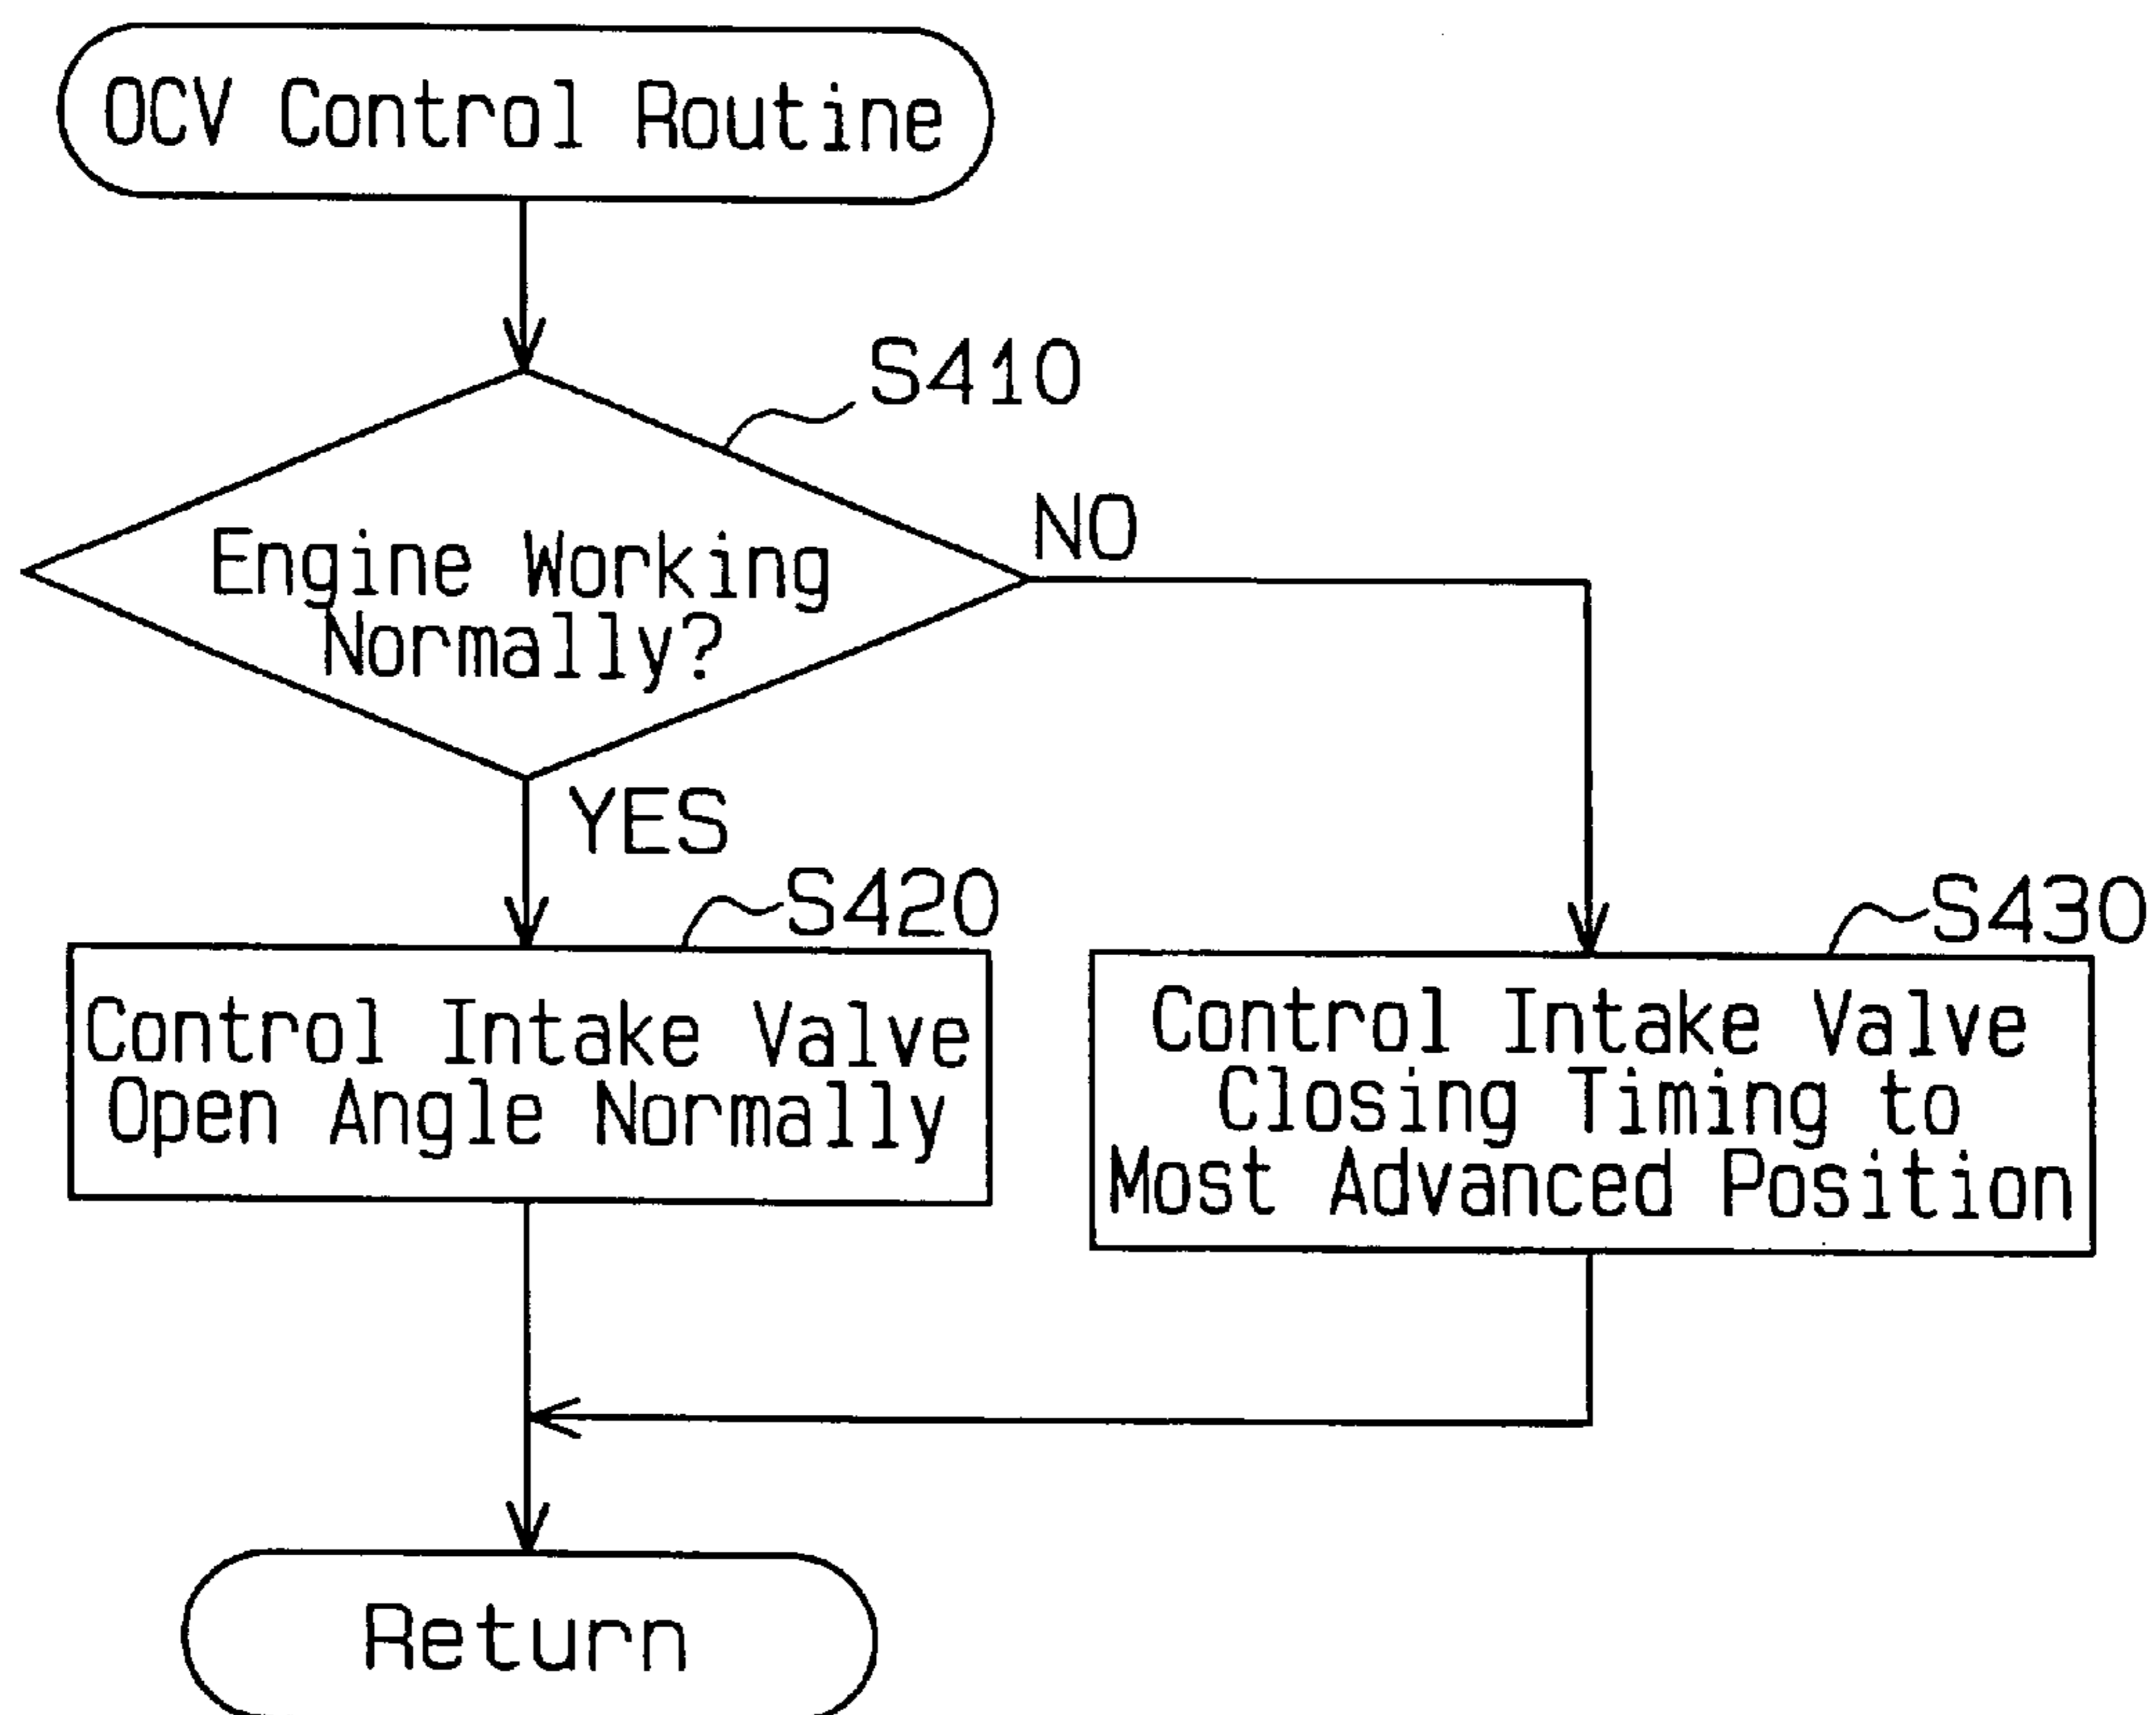 OCV Control Routine
S410
Engine Working
Normally?
NO
YES
S420
Control Intake Valve
Open Angle Normally
S430
Control Intake Valve
Closing Timing to
Most Advanced Position
Return